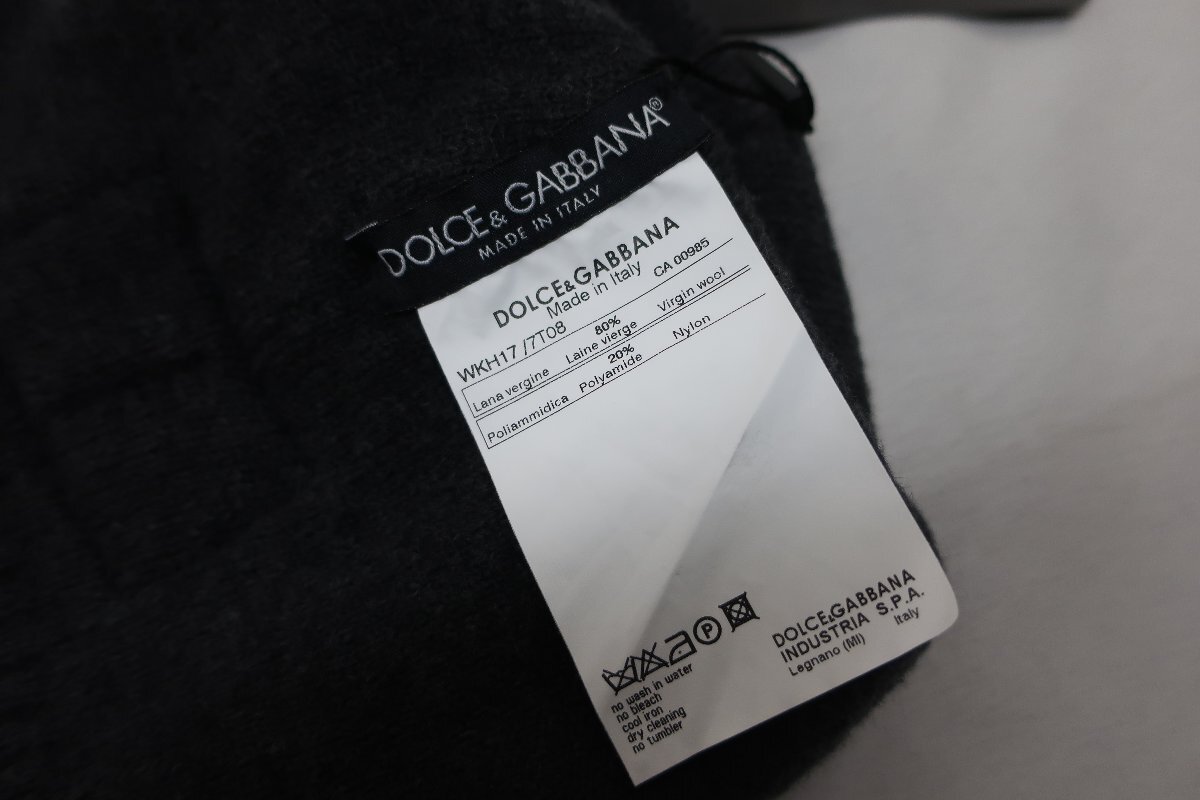 DOLCE & GABBANA®
MADE IN ITALY
DOLCE&GABBANA
Made in Italy
WKH17 /7T08 CA 00985
80%
Lana vergine Laine vierge Virgin wool
20%
Poliammidica Polyamide Nylon
A
P
no wash in water
no bleach
cool iron
dry cleaning
no tumbler
DOLCE&GABBANA
INDUSTRIA S.P.A.
Legnano (MI) Italy